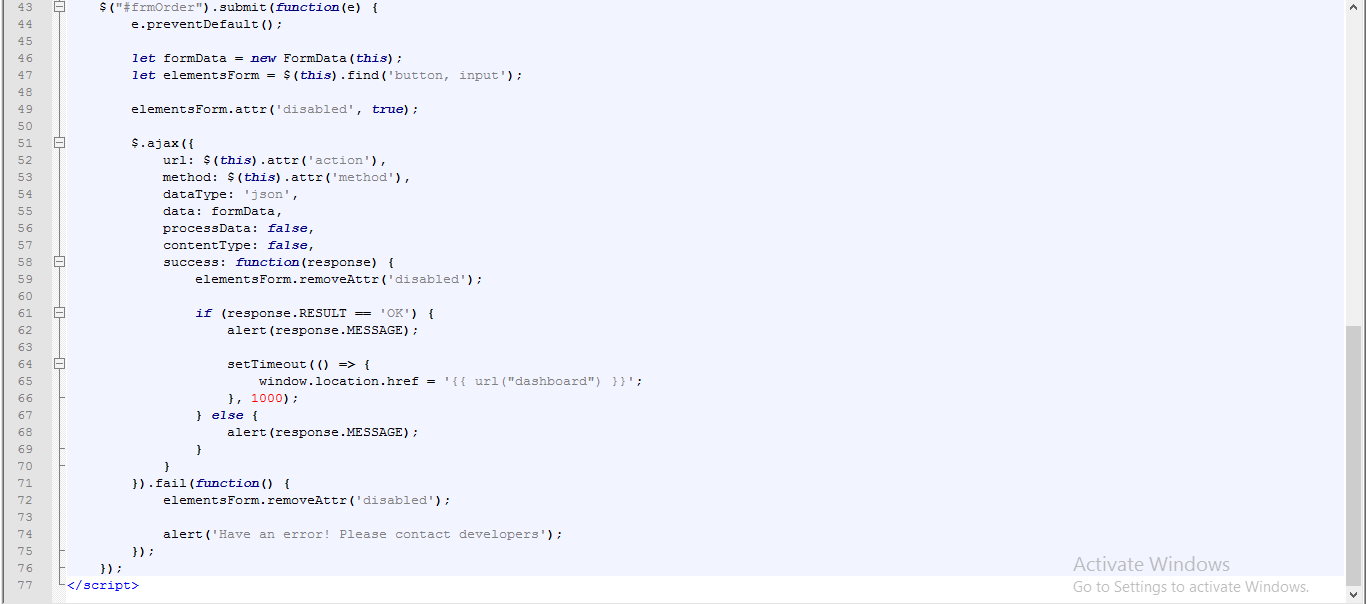 43 $("#frmOrder").submit(function(e) {
44 e.preventDefault();
45
46 let formData = new FormData(this);
47 let elementsForm = $(this).find('button, input');
48
49 elementsForm.attr('disabled', true);
50
51 $.ajax({
52 url: $(this).attr('action'),
53 method: $(this).attr('method'),
54 dataType: 'json',
55 data: formData,
56 processData: false,
57 contentType: false,
58 success: function(response) {
59 elementsForm.removeAttr('disabled');
60
61 if (response.RESULT == 'OK') {
62 alert(response.MESSAGE);
63
64 setTimeout(() => {
65 window.location.href = '{{ url("dashboard") }}';
66 }, 1000);
67 } else {
68 alert(response.MESSAGE);
69 }
70 }
71 }).fail(function() {
72 elementsForm.removeAttr('disabled');
73
74 alert('Have an error! Please contact developers');
75 });
76 });
77 </script>
Activate Windows
Go to Settings to activate Windows.